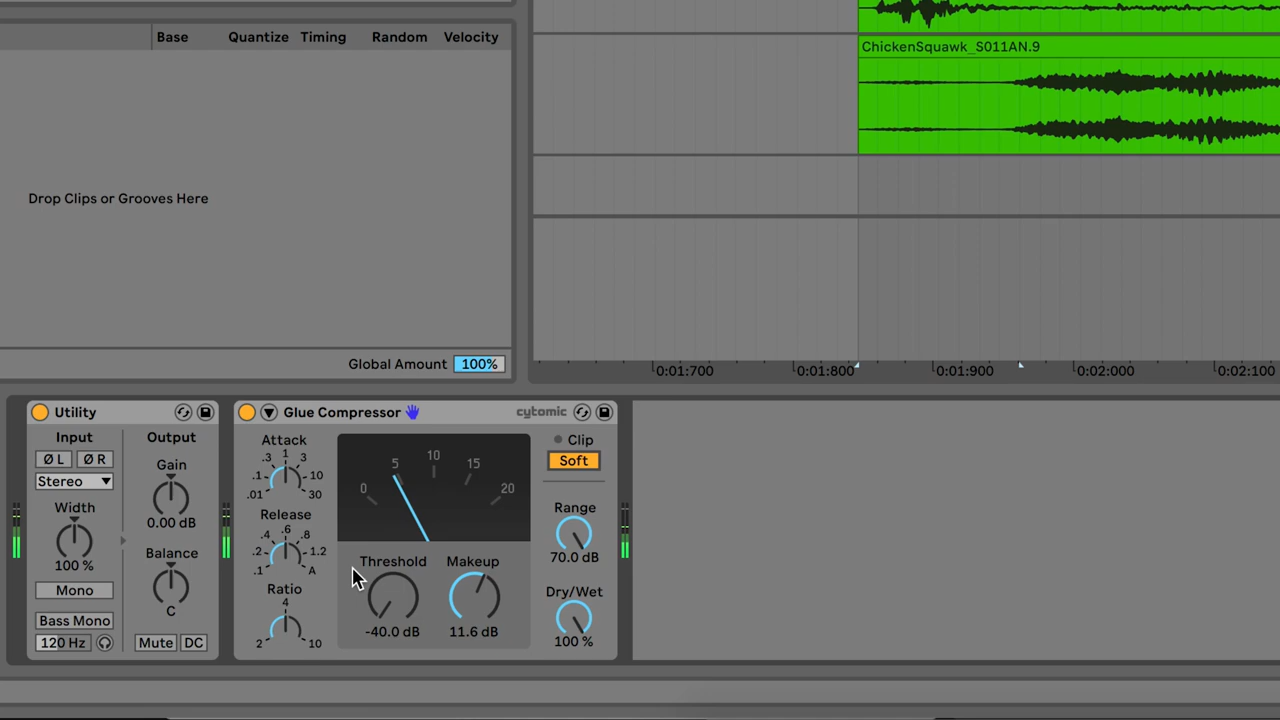 Base Quantize Timing Random Velocity
ChickenSquawk_S011AN.9
Drop Clips or Grooves Here
Global Amount 100%
0:01:700 0:01:800 0:01:900 0:02:000 0:02:100
Utility
Input Output
Ø L Ø R
Gain
Stereo
Width
0.00 dB
Balance
100 %
Mono
C
Bass Mono
120 Hz
Mute DC
Glue Compressor
cytomic
Attack
.01 .1 .3 1 3 10 30
Release
.1 .2 .4 .6 .8 1.2 A
Ratio
2 4 10
0 5 10 15 20
Threshold Makeup
-40.0 dB 11.6 dB
Clip
Soft
Range
70.0 dB
Dry/Wet
100 %